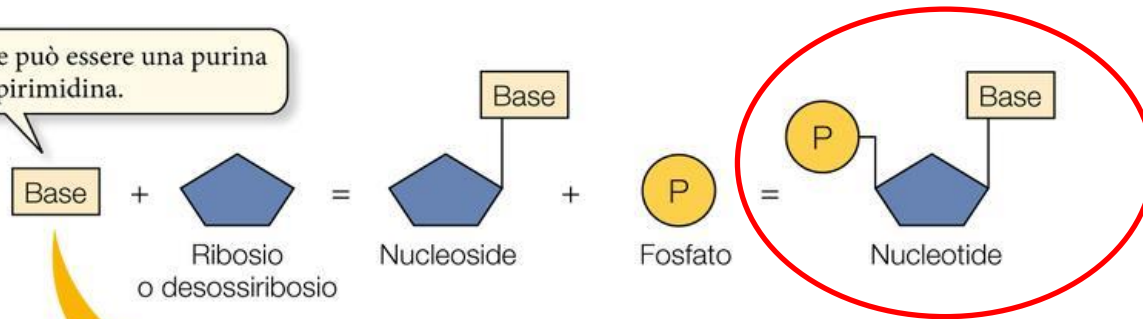 e può essere una purina
pirimidina.
Base
+
=
Base
+
P
=
P
Base
Ribosio
o desossiribosio
Nucleoside
Fosfato
Nucleotide